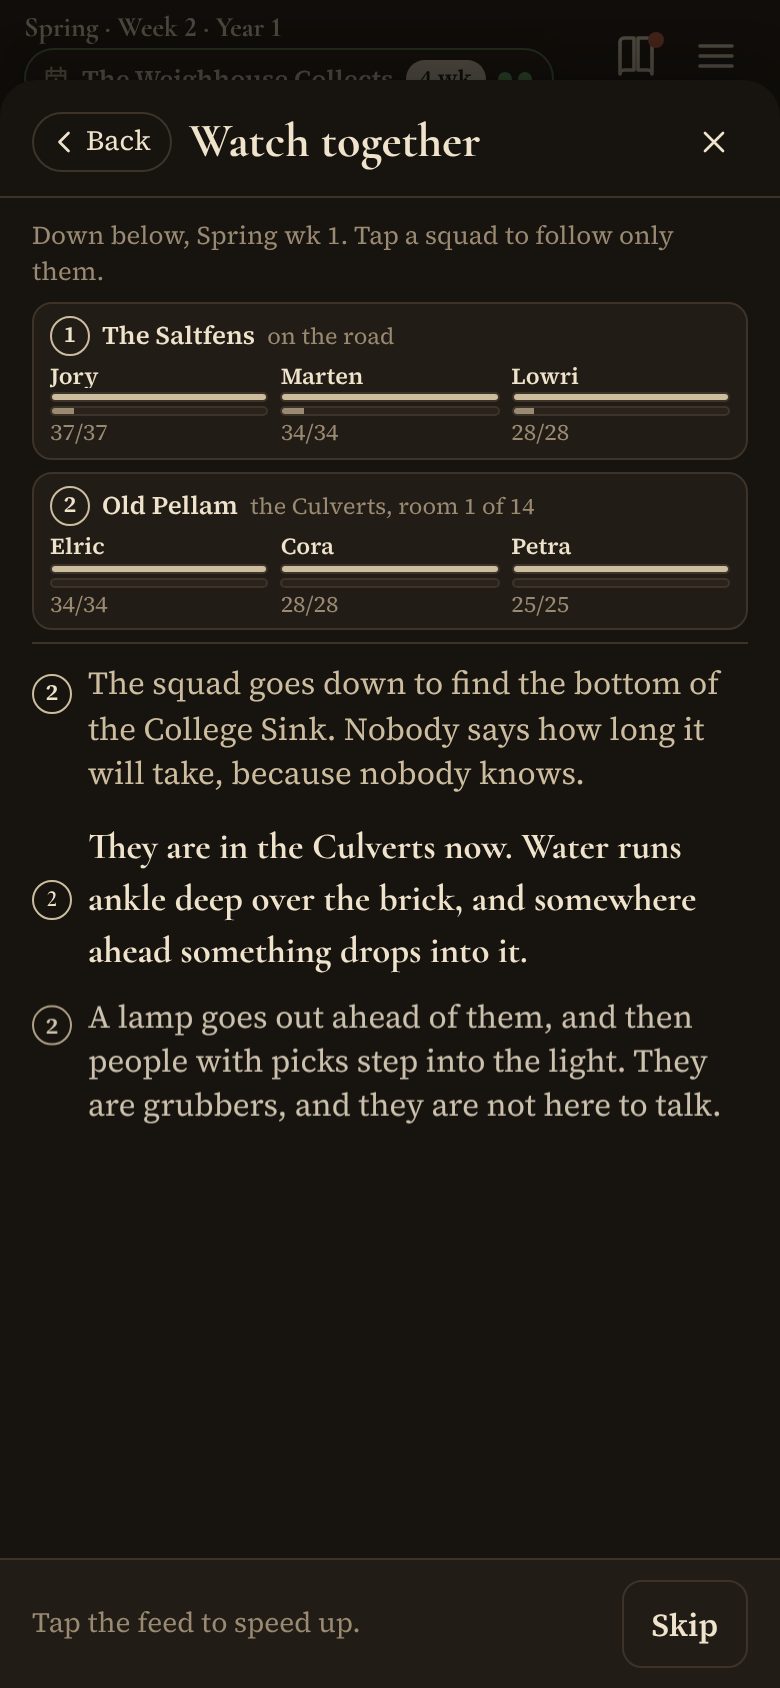 Spring · Week 2 · Year 1
The Weighhouse Collects 4 wk
Back Watch together
Down below, Spring wk 1. Tap a squad to follow only
them.
1 The Saltfens on the road
Jory Marten Lowri
37/37 34/34 28/28
2 Old Pellam the Culverts, room 1 of 14
Elric Cora Petra
34/34 28/28 25/25
The squad goes down to find the bottom of
2 the College Sink. Nobody says how long it
will take, because nobody knows.
They are in the Culverts now. Water runs
2 ankle deep over the brick, and somewhere
ahead something drops into it.
2 A lamp goes out ahead of them, and then
people with picks step into the light. They
are grubbers, and they are not here to talk.
Tap the feed to speed up. Skip